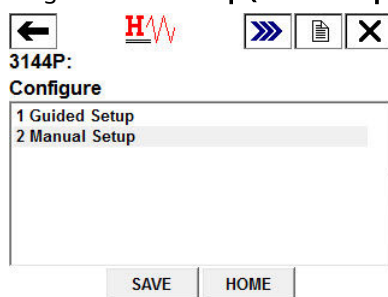 H
3144P:
Configure
1 Guided Setup
2 Manual Setup
SAVE HOME